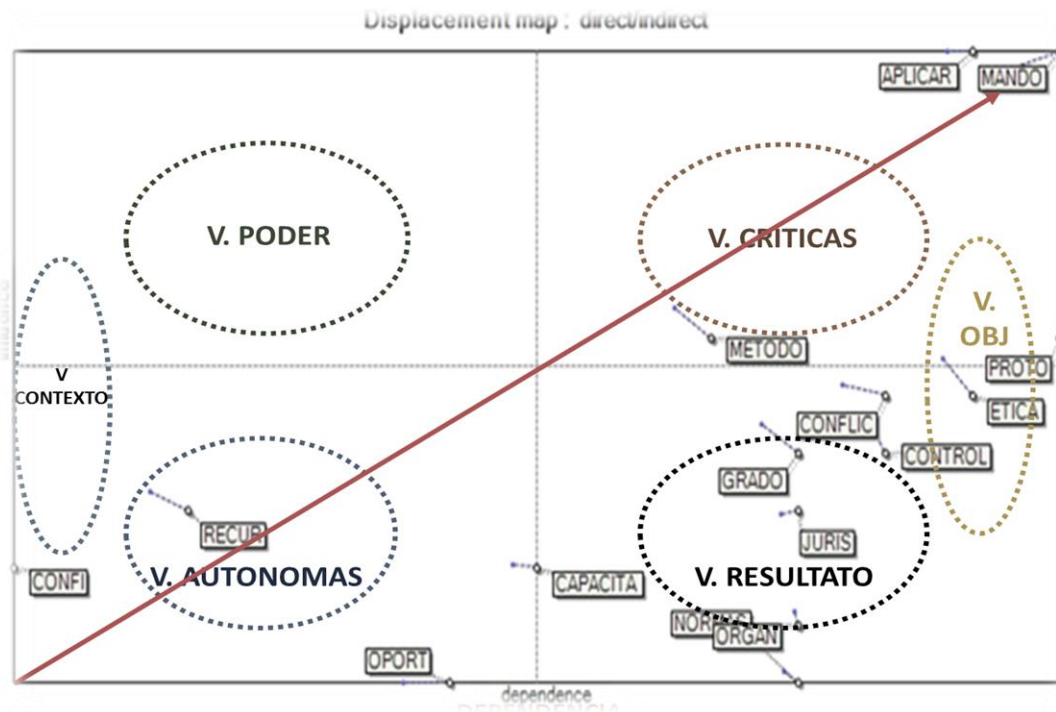 Displacement map : direct/indirect
APLICAR
MANDO
V. PODER
V. CRITICAS
V.
OBJ
METODO
PROTO
V
CONTEXTO
ETICA
CONFLIC
CONTROL
GRADO
RECUR
JURIS
CONFI
V. AUTONOMAS
CAPACITA
V. RESULTATO
ORGAN
OPORT
dependence